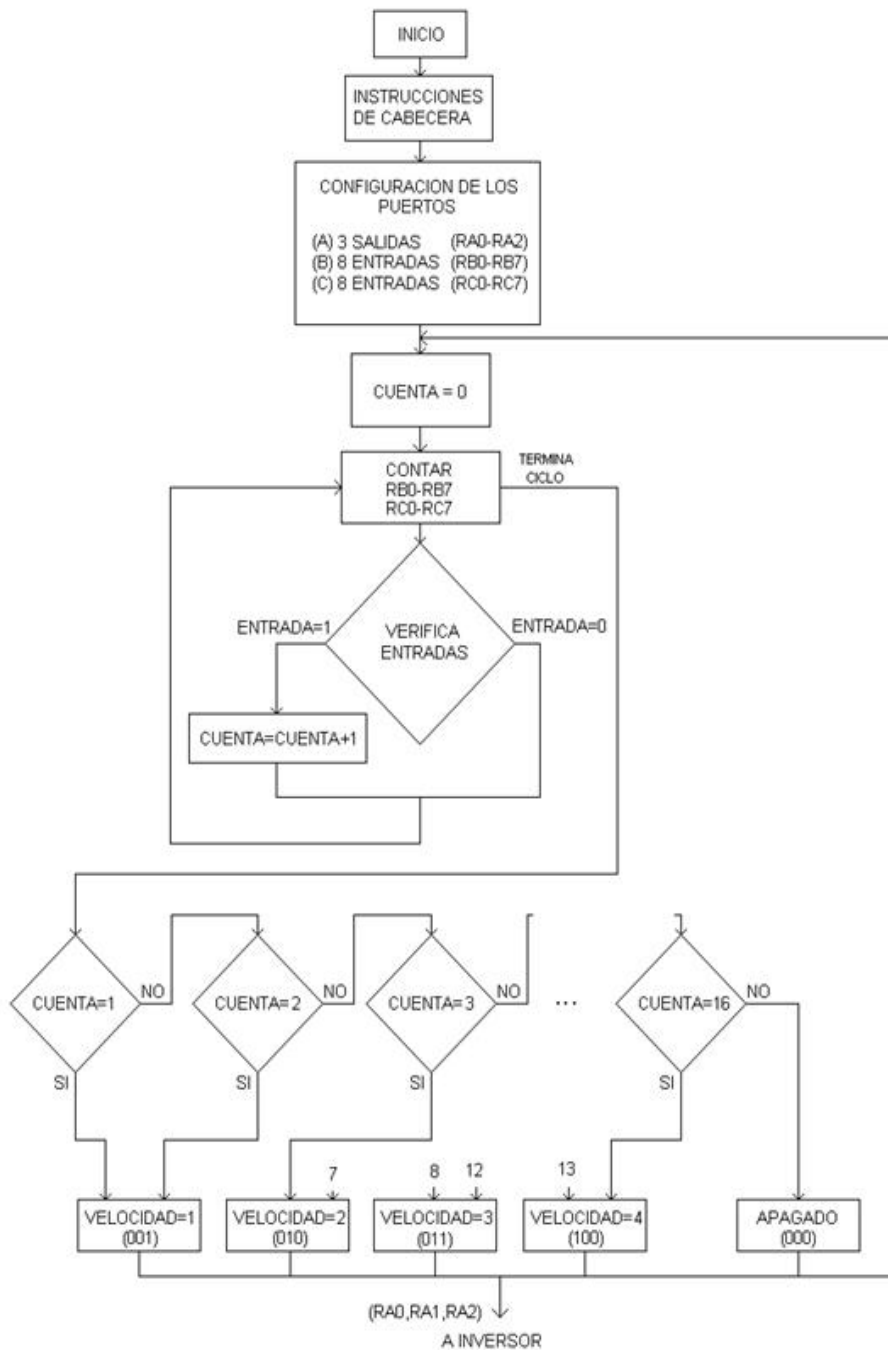 INICIO
INSTRUCCIONES
DE CABECERA
CONFIGURACION DE LOS
PUERTOS
(A) 3 SALIDAS (RA0-RA2)
(B) 8 ENTRADAS (RB0-RB7)
(C) 8 ENTRADAS (RC0-RC7)
CUENTA = 0
CONTAR
RB0-RB7
RC0-RC7
TERMINA
CICLO
ENTRADA=1
VERIFICA
ENTRADAS
ENTRADA=0
CUENTA=CUENTA+1
CUENTA=1
NO
CUENTA=2
NO
CUENTA=3
NO
...
CUENTA=16
NO
SI
SI
SI
SI
7
8
12
13
VELOCIDAD=1
(001)
VELOCIDAD=2
(010)
VELOCIDAD=3
(011)
VELOCIDAD=4
(100)
APAGADO
(000)
(RA0,RA1,RA2)
A INVERSOR